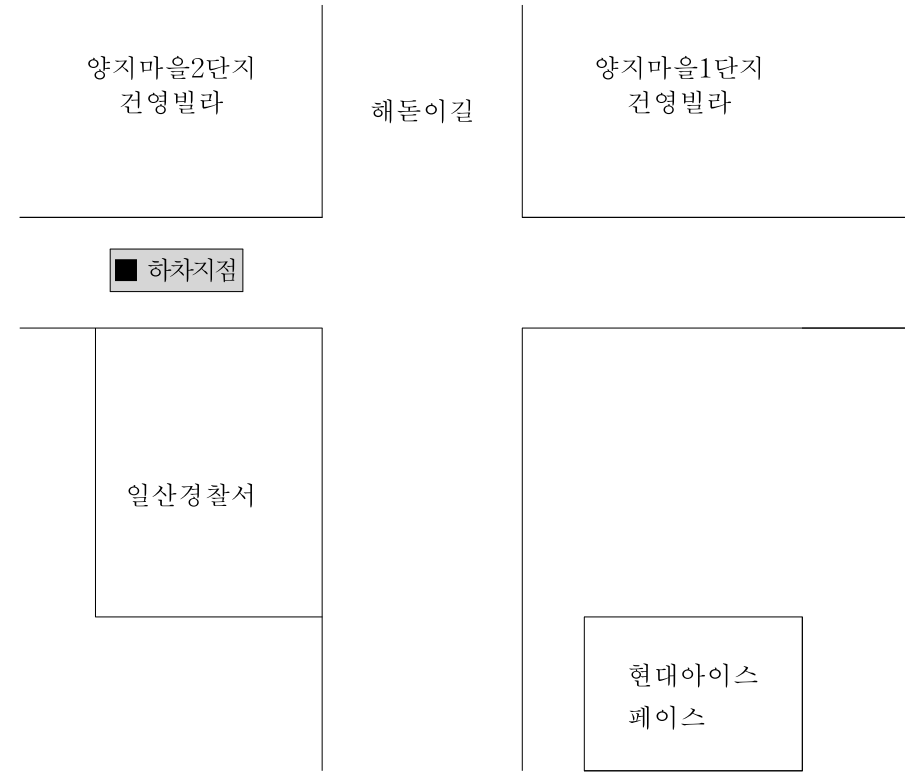 양지마을2단지
건영빌라
해돋이길
양지마을1단지
건영빌라
■ 하차지점
일산경찰서
현대아이스
페이스